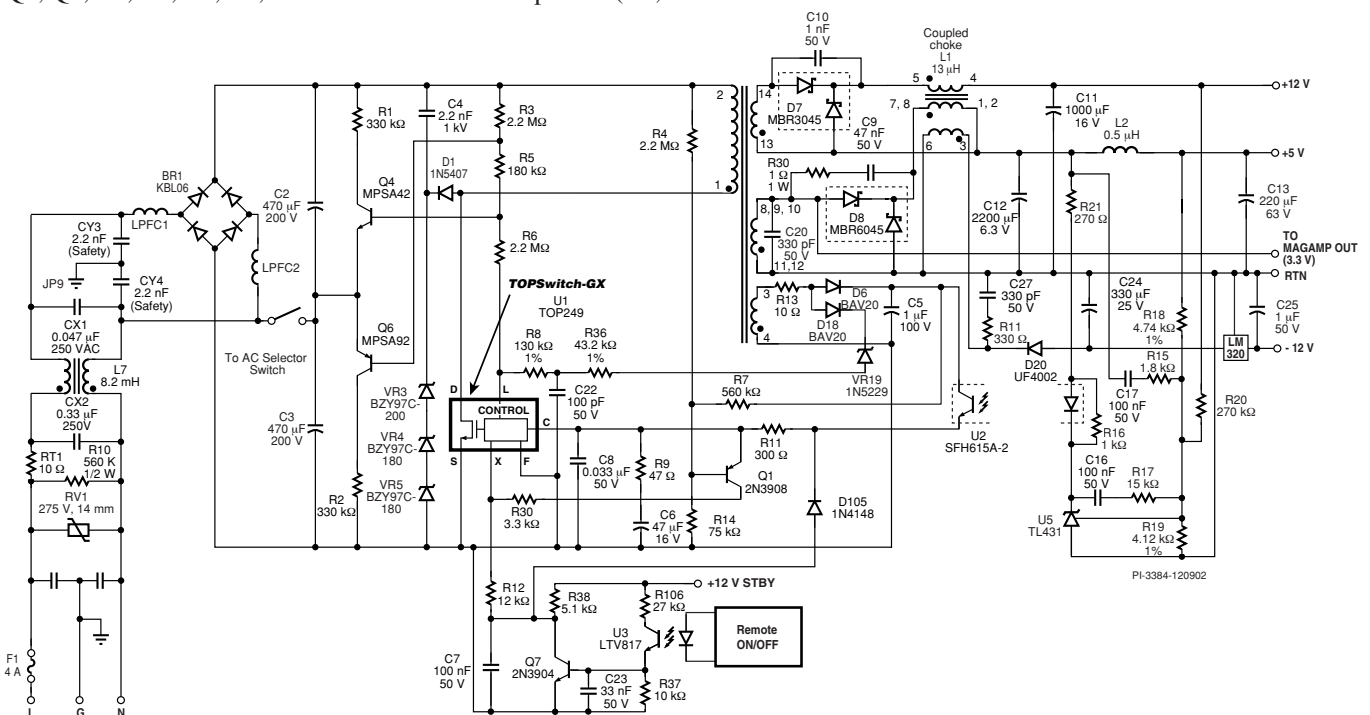 C10
1 nF
50 V
Coupled
choke
L1
13 µH
5
4
+12 V
2
14
D7
MBR3045
7, 8
1, 2
C11
1000 µF
16 V
R1
330 kΩ
C4
2.2 nF
1 kV
R3
2.2 MΩ
R4
2.2 MΩ
C9
47 nF
50 V
L2
0.5 µH
13
6
3
+5 V
D1
1N5407
R5
180 kΩ
1
R30
1 Ω
1 W
BR1
KBL06
C2
470 µF
200 V
Q4
MPSA42
R21
270 Ω
C13
220 µF
63 V
C12
2200 µF
6.3 V
8, 9, 10
D8
MBR6045
LPFC1
CY3
2.2 nF
(Safety)
R6
2.2 MΩ
C20
330 pF
50 V
TO
MAGAMP OUT
(3.3 V)
LPFC2
11,12
RTN
JP9
CY4
2.2 nF
(Safety)
TOPSwitch-GX
U1
TOP249
3
R13
10 Ω
D6
BAV20
C5
1 µF
100 V
C27
330 pF
50 V
C24
330 µF
25 V
C25
1 µF
50 V
D18
BAV20
4
R18
4.74 kΩ
1%
CX1
0.047 µF
250 VAC
Q6
MPSA92
R8
130 kΩ
1%
R36
43.2 kΩ
1%
R11
330 Ω
LM
320
- 12 V
To AC Selector
Switch
D20
UF4002
R15
1.8 kΩ
L7
8.2 mH
D
L
VR19
1N5229
VR3
BZY97C-
200
C22
100 pF
50 V
R7
560 kΩ
C17
100 nF
50 V
R20
270 kΩ
CX2
0.33 µF
250V
CONTROL
C
C3
470 µF
200 V
R16
1 kΩ
VR4
BZY97C-
180
U2
SFH615A-2
RT1
10 Ω
R10
560 K
1/2 W
S
X
F
C8
0.033 µF
50 V
R9
47 Ω
R11
300 Ω
C16
100 nF
50 V
R17
15 kΩ
Q1
2N3908
RV1
275 V, 14 mm
VR5
BZY97C-
180
R2
330 kΩ
R30
3.3 kΩ
C6
47 µF
16 V
R14
75 kΩ
D105
1N4148
U5
TL431
R19
4.12 kΩ
1%
PI-3384-120902
R12
12 kΩ
R38
5.1 kΩ
+12 V STBY
R106
27 kΩ
U3
LTV817
Remote
ON/OFF
F1
4 A
C7
100 nF
50 V
Q7
2N3904
C23
33 nF
50 V
R37
10 kΩ
L
G
N